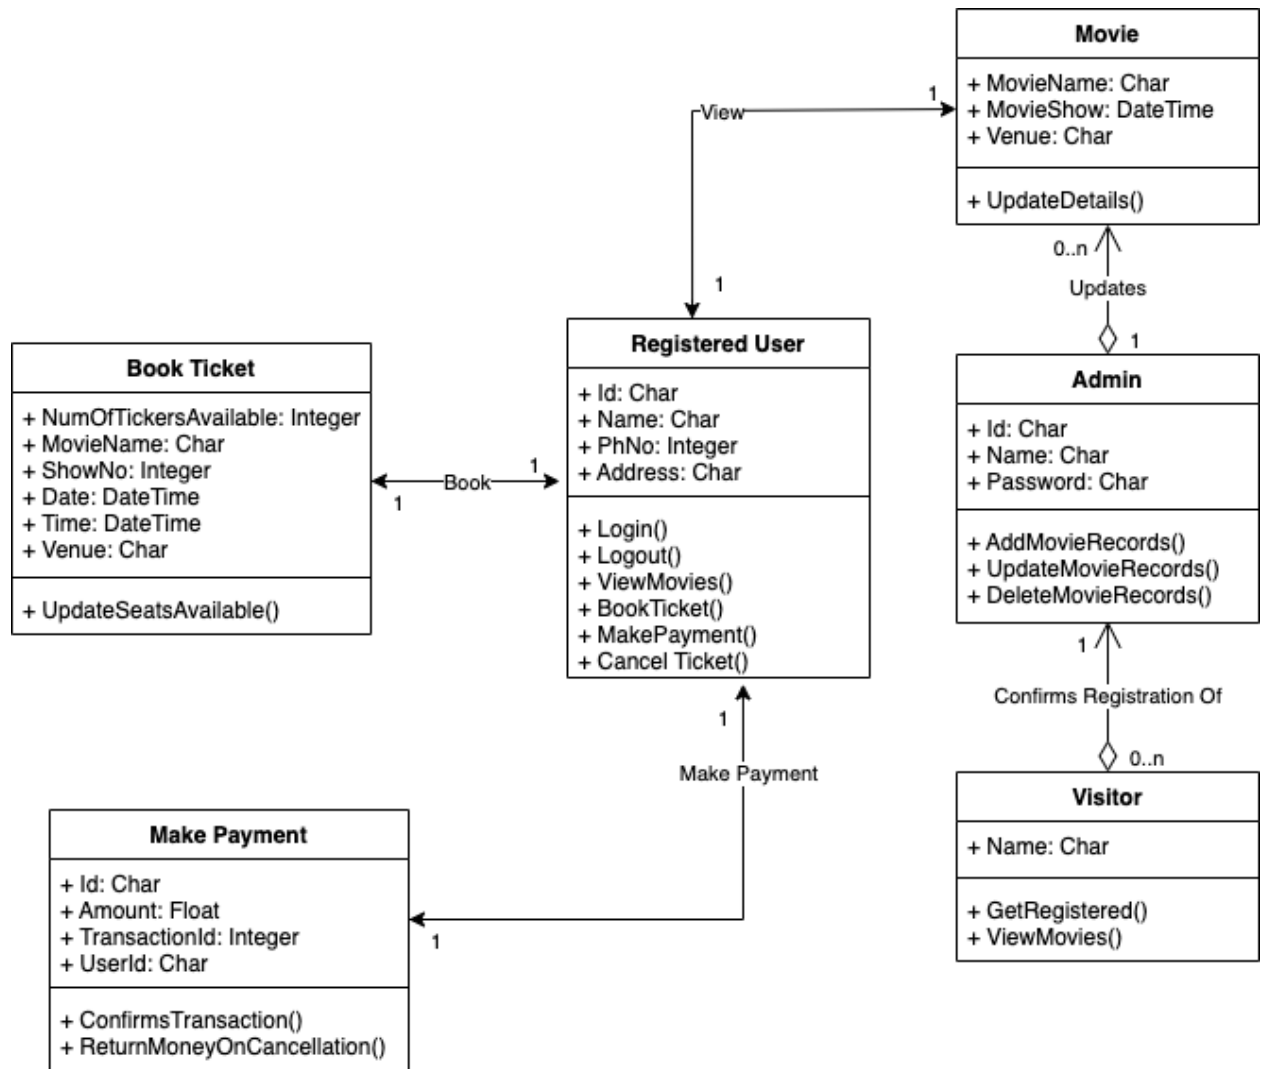 Movie
+ MovieName: Char
+ MovieShow: DateTime
+ Venue: Char
+ UpdateDetails()
1
View
1
0..n
Updates
1
Registered User
+ Id: Char
+ Name: Char
+ PhNo: Integer
+ Address: Char
+ Login()
+ Logout()
+ ViewMovies()
+ BookTicket()
+ MakePayment()
+ Cancel Ticket()
Book Ticket
+ NumOfTickersAvailable: Integer
+ MovieName: Char
+ ShowNo: Integer
+ Date: DateTime
+ Time: DateTime
+ Venue: Char
+ UpdateSeatsAvailable()
1
Book
1
Admin
+ Id: Char
+ Name: Char
+ Password: Char
+ AddMovieRecords()
+ UpdateMovieRecords()
+ DeleteMovieRecords()
1
Confirms Registration Of
0..n
Visitor
+ Name: Char
+ GetRegistered()
+ ViewMovies()
1
Make Payment
1
Make Payment
+ Id: Char
+ Amount: Float
+ TransactionId: Integer
+ UserId: Char
+ ConfirmsTransaction()
+ ReturnMoneyOnCancellation()